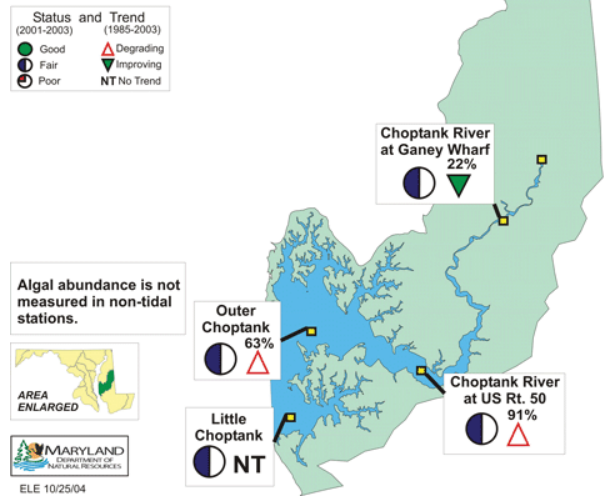 Status and Trend
(2001-2003) (1985-2003)
Good Degrading
Fair Improving
Poor NT No Trend
Choptank River
at Ganey Wharf
22%
Algal abundance is not
measured in non-tidal
stations.
Outer
Choptank
63%
AREA
ENLARGED
Choptank River
at US Rt. 50
91%
Little
Choptank
NT
MARYLAND
DEPARTMENT OF
NATURAL RESOURCES
ELE 10/25/04